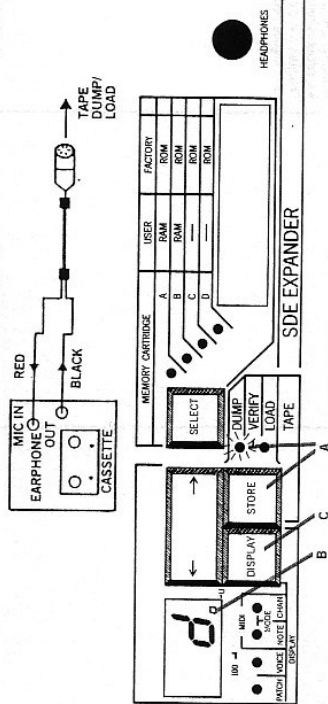 RED
MIC IN
EARPHONE
OUT
BLACK
CASSETTE
TAPE
DUMP/
LOAD
MEMORY CARTRIDGE
USER
FACTORY
A
RAM
ROM
B
RAM
ROM
C
—
ROM
D
—
ROM
SELECT
HEADPHONES
SDE EXPANDER
DUMP
VERIFY
LOAD
TAPE
d
←
→
DISPLAY
STORE
100
MIDI
MODE
PATCH
VOICE
NOTE
CHAN
DISPLAY
B
C
A